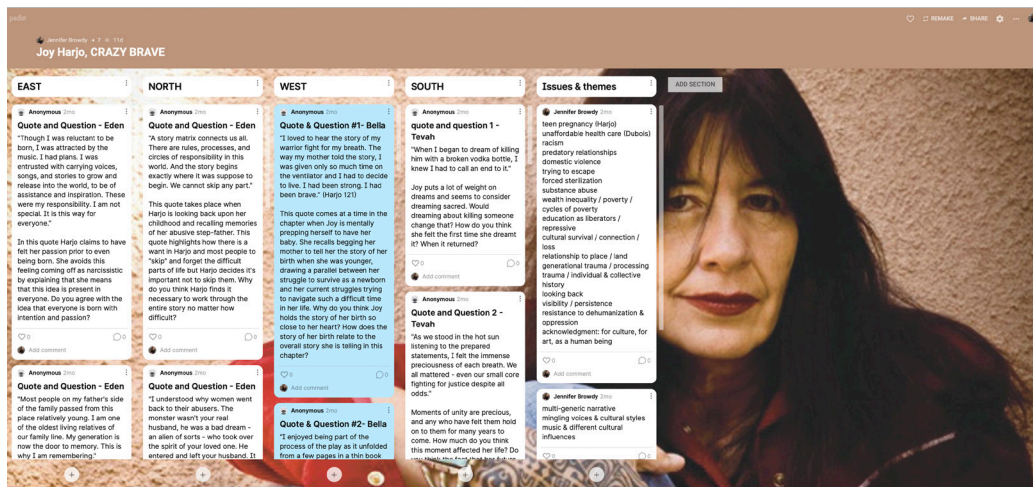 padlet
REMAKE
SHARE
Jennifer Browdy • 7 11d
Joy Harjo, CRAZY BRAVE
EAST
Anonymous 2mo
Quote and Question - Eden
"Though I was reluctant to be
born, I was attracted by the
music. I had plans. I was
entrusted with carrying voices,
songs, and stories to grow and
release into the world, to be of
assistance and inspiration. These
were my responsibility. I am not
special. It is this way for
everyone."
In this quote Harjo claims to have
felt her passion prior to even
being born. She avoids this
feeling coming off as narcissistic
by explaining that she means
that this idea is present in
everyone. Do you agree with the
idea that everyone is born with
intention and passion?
0 0
Add comment
Anonymous 2mo
Quote and Question - Eden
"Most people on my father's side
of the family passed from this
place relatively young. I am one
of the oldest living relatives of
our family line. My generation is
now the door to memory. This is
why I am remembering."
NORTH
Anonymous 2mo
Quote and Question - Eden
"A story matrix connects us all.
There are rules, processes, and
circles of responsibility in this
world. And the story begins
exactly where it was suppose to
begin. We cannot skip any part."
This quote takes place when
Harjo is looking back upon her
childhood and recalling memories
of her abusive step-father. This
quote highlights how there is a
want in Harjo and most people to
"skip" and forget the difficult
parts of life but Harjo decides it's
important not to skip them. Why
do you think Harjo finds it
necessary to work through the
entire story no matter how
difficult?
0 0
Add comment
Anonymous 2mo
Quote and Question - Eden
"I understood why women went
back to their abusers. The
monster wasn't your real
husband, he was a bad dream -
an alien of sorts - who took over
the spirit of your loved one. He
entered and left your husband. It
WEST
Anonymous 2mo
Quote & Question #1- Bella
"I loved to hear the story of my
warrior fight for my breath. The
way my mother told the story, I
was given only so much time on
the ventilator and I had to decide
to live. I had been strong. I had
been brave." (Harjo 121)
This quote comes at a time in the
chapter when Joy is mentally
prepping herself to have her
baby. She recalls begging her
mother to tell her the story of her
birth when she was younger,
drawing a parallel between her
struggle to survive as a newborn
and her current struggles trying
to navigate such a difficult time
in her life. Why do you think Joy
holds the story of her birth so
close to her heart? How does the
story of her birth relate to the
overall story she is telling in this
chapter?
0 0
Add comment
Anonymous 2mo
Quote & Question #2- Bella
"I enjoyed being part of the
process of the play as it unfolded
from a few pages in a thin book
SOUTH
Anonymous 2mo
quote and question 1 -
Tovah
"When I began to dream of killing
him with a broken vodka bottle, I
knew I had to call an end to it."
Joy puts a lot of weight on
dreams and seems to consider
dreaming sacred. Would
dreaming about killing someone
change that? How do you think
she felt the first time she dreamt
it? When it returned?
0 0
Add comment
Anonymous 2mo
Quote and Question 2 -
Tovah
"As we stood in the hot sun
listening to the prepared
statements, I felt the immense
preciousness of each breath. We
all mattered - even our small core
fighting for justice despite all
odds."
Moments of unity are precious,
and any who have felt them hold
on to them for many years to
come. How much do you think
this moment affected her life? Do
you think the fact that her future
Issues & themes
Jennifer Browdy 2mo
teen pregnancy (Harjo)
unaffordable health care (Dubois)
racism
predatory relationships
domestic violence
trying to escape
forced sterilization
substance abuse
wealth inequality / poverty /
cycles of poverty
education as liberators /
repressive
cultural survival / connection /
loss
relationship to place / land
generational trauma / processing
trauma / individual & collective
history
looking back
visibility / persistence
resistance to dehumanization &
oppression
acknowledgment: for culture, for
art, as a human being
0 0
Add comment
Jennifer Browdy 2mo
multi-generic narrative
mingling voices & cultural styles
music & different cultural
influences
0 0
ADD SECTION